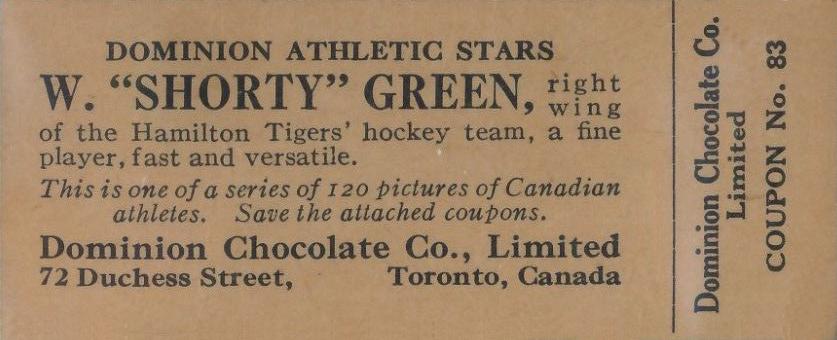 DOMINION ATHLETIC STARS
W. “SHORTY” GREEN, right wing
of the Hamilton Tigers’ hockey team, a fine
player, fast and versatile.
This is one of a series of 120 pictures of Canadian
athletes. Save the attached coupons.
Dominion Chocolate Co., Limited
72 Duchess Street, Toronto, Canada
Dominion Chocolate Co.
Limited
COUPON No. 83